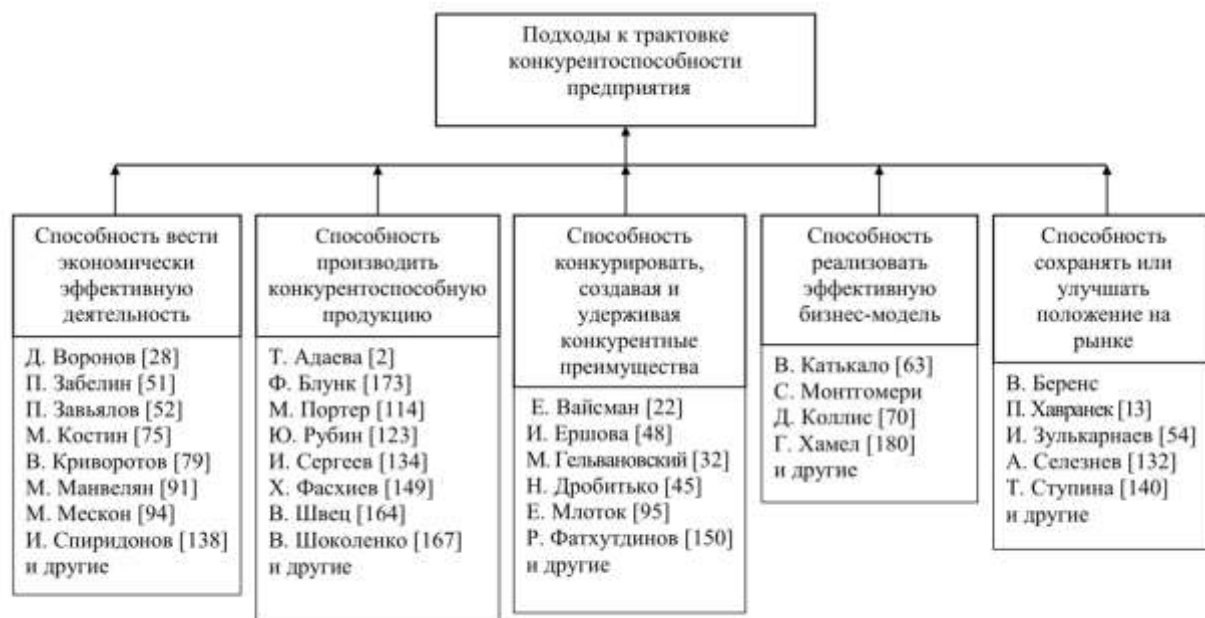 Подходы к трактовке
конкурентоспособности
предприятия
Способность вести
экономически
эффективную
деятельность
Д. Воронов [28]
П. Забелин [51]
П. Завьялов [52]
М. Костин [75]
В. Криворотов [79]
М. Манвелян [91]
М. Мескон [94]
И. Спиридонов [138]
и другие
Способность
производить
конкурентоспособную
продукцию
Т. Адаева [2]
Ф. Блунк [173]
М. Портер [114]
Ю. Рубин [123]
И. Сергеев [134]
Х. Фасхиев [149]
В. Швец [164]
В. Шоколенко [167]
и другие
Способность
конкурировать,
создавая и
удерживая
конкурентные
преимущества
Е. Вайсман [22]
И. Ершова [48]
М. Гельвановский [32]
Н. Дробитько [45]
Е. Млоток [95]
Р. Фатхутдинов [150]
и другие
Способность
реализовать
эффективную
бизнес-модель
В. Катькало [63]
С. Монтгомери
Д. Коллис [70]
Г. Хамел [180]
и другие
Способность
сохранять или
улучшать
положение на
рынке
В. Беренс
П. Хавранек [13]
И. Зулькарнаев [54]
А. Селезнев [132]
Т. Ступина [140]
и другие